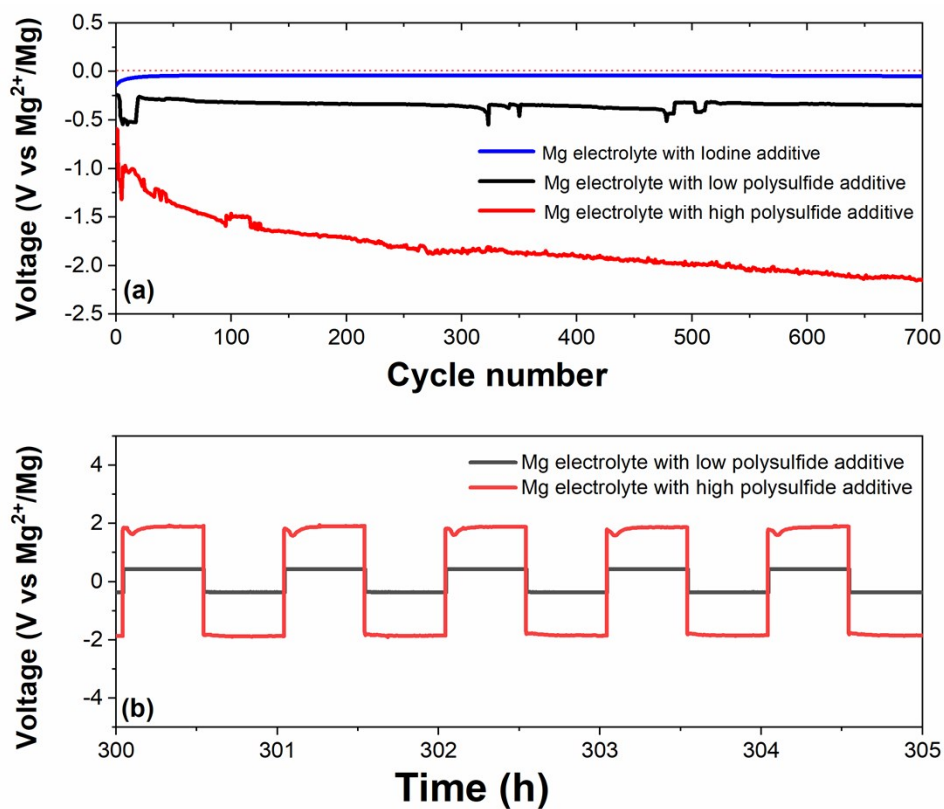 0.5
0.0
-0.5
-1.0
-1.5
-2.0
-2.5
Voltage (V vs Mg²⁺/Mg)
Mg electrolyte with Iodine additive
Mg electrolyte with low polysulfide additive
Mg electrolyte with high polysulfide additive
(a)
0 100 200 300 400 500 600 700
Cycle number
4
2
0
-2
-4
Voltage (V vs Mg²⁺/Mg)
Mg electrolyte with low polysulfide additive
Mg electrolyte with high polysulfide additive
(b)
300 301 302 303 304 305
Time (h)